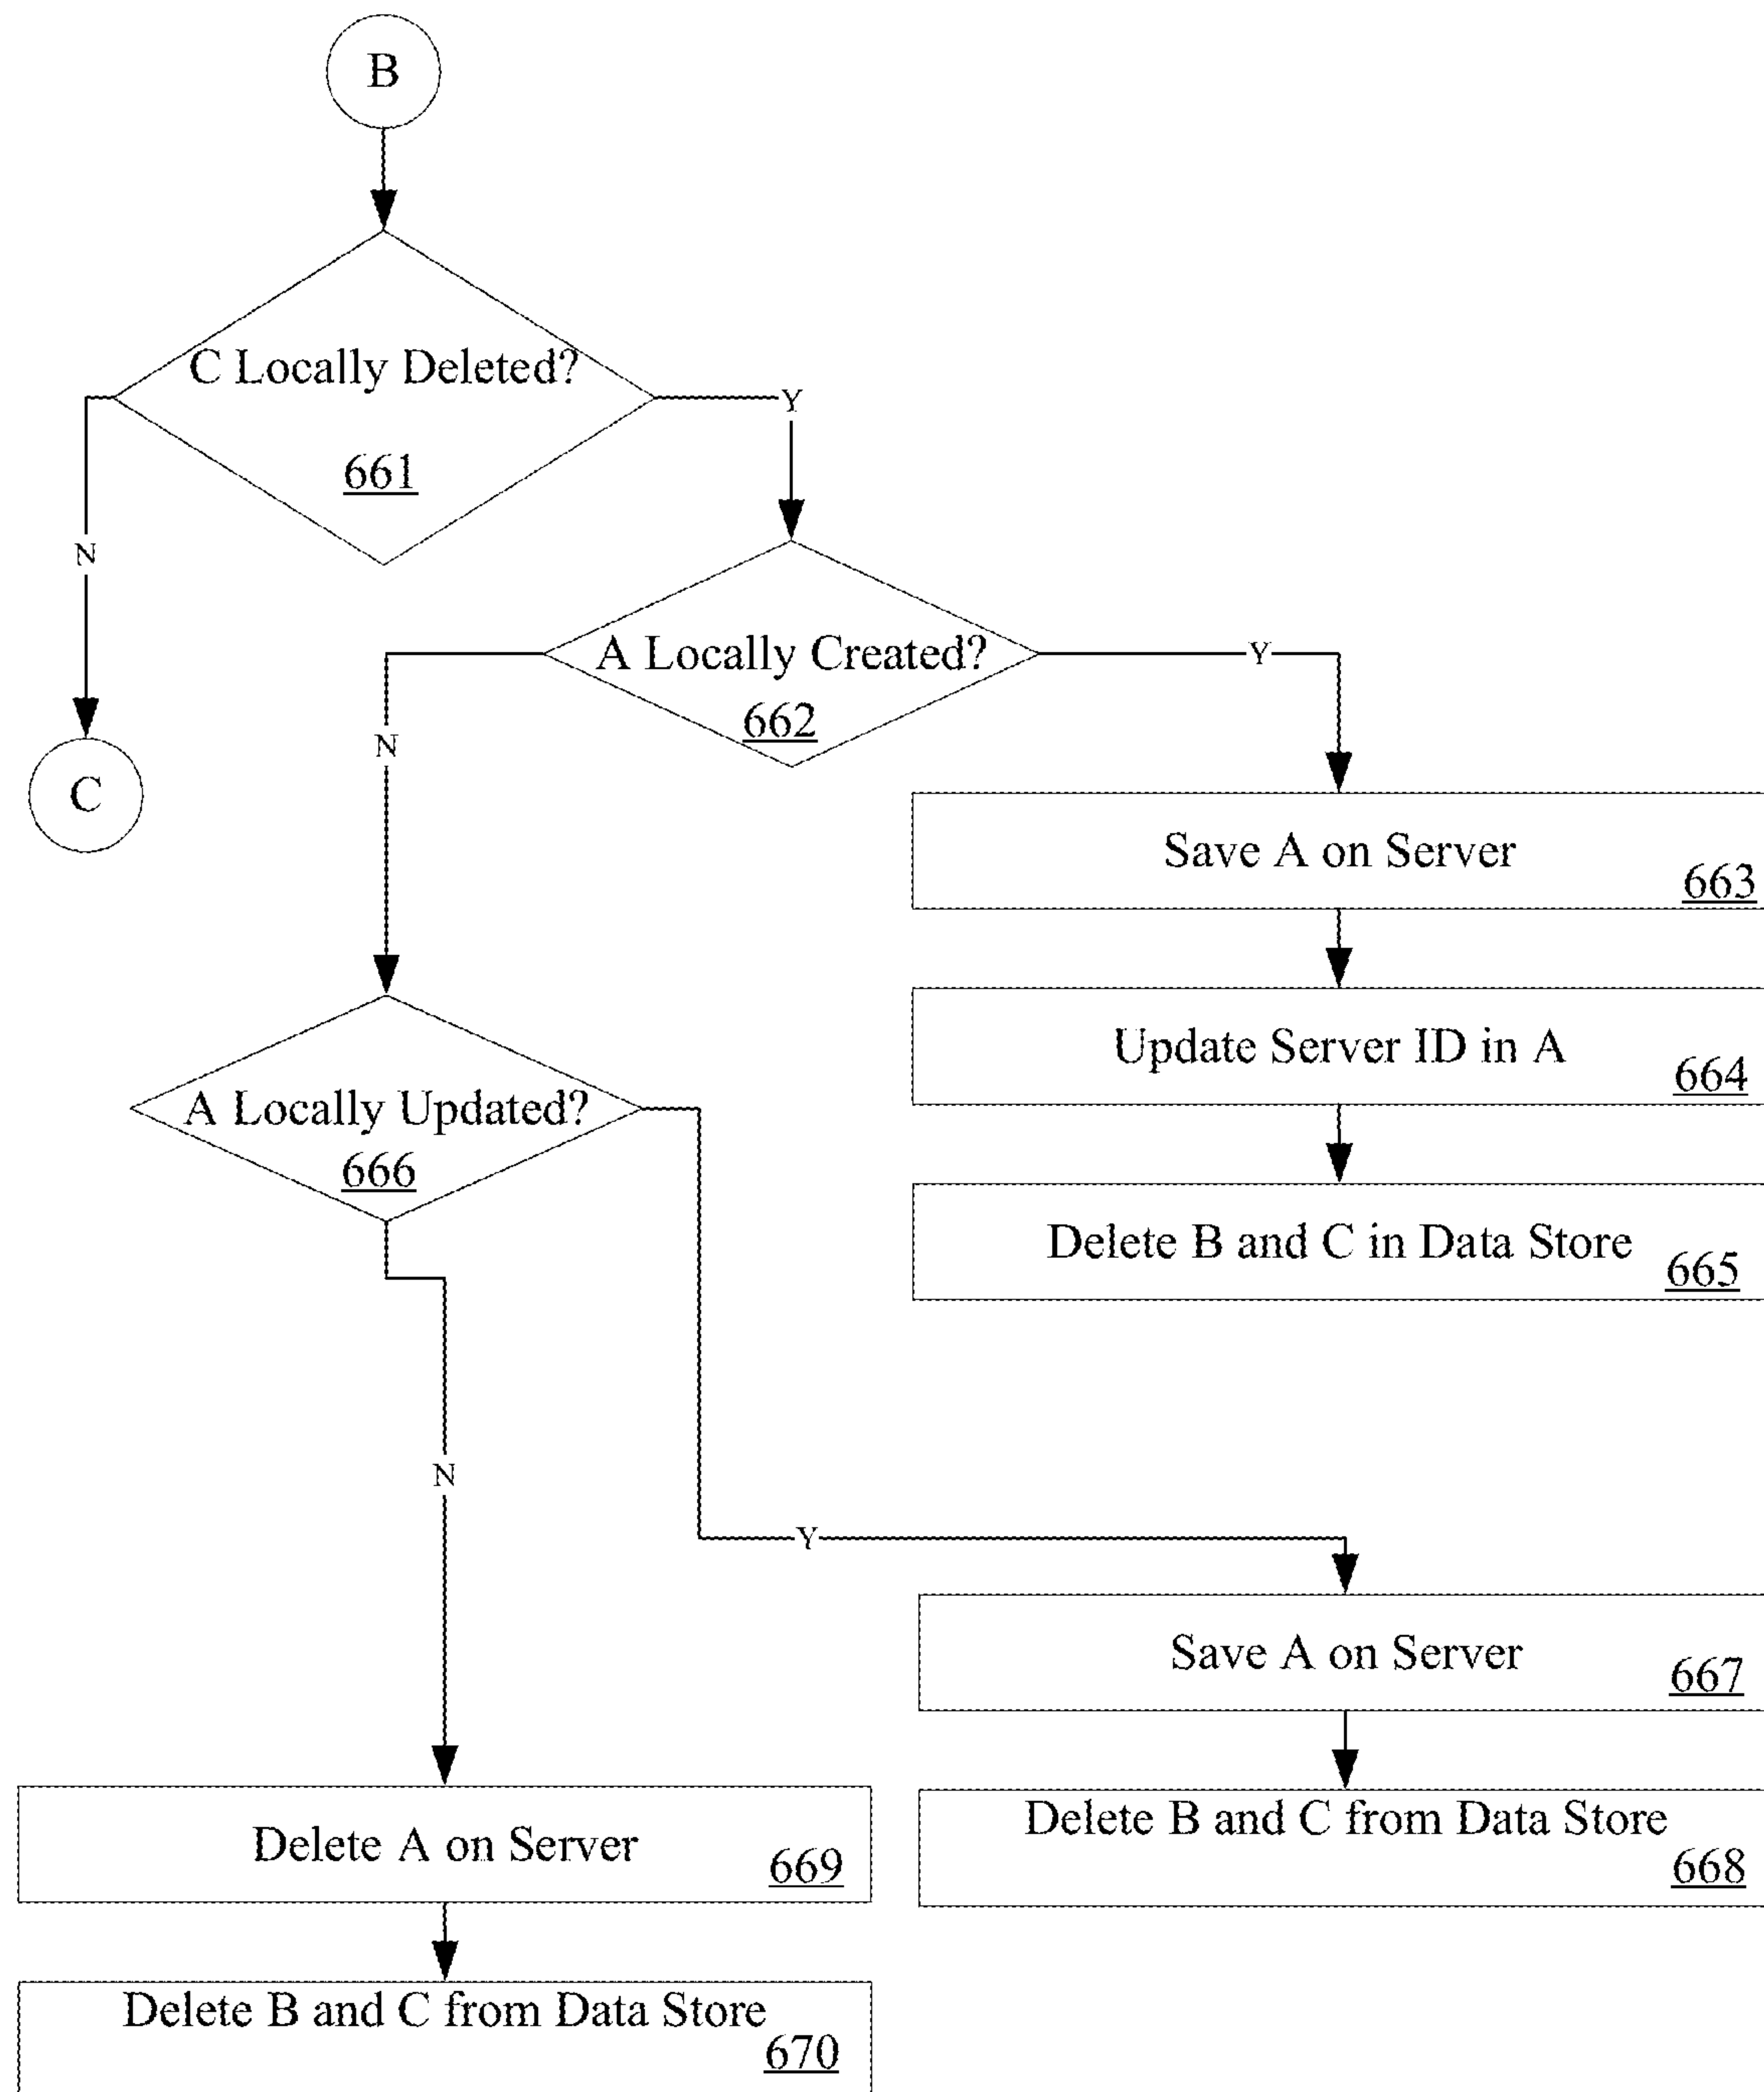 B
C Locally Deleted?
661
Y
N
A Locally Created?
662
Y
N
C
Save A on Server
663
Update Server ID in A
664
A Locally Updated?
666
Delete B and C in Data Store
665
N
Y
Save A on Server
667
Delete B and C from Data Store
668
Delete A on Server
669
Delete B and C from Data Store
670